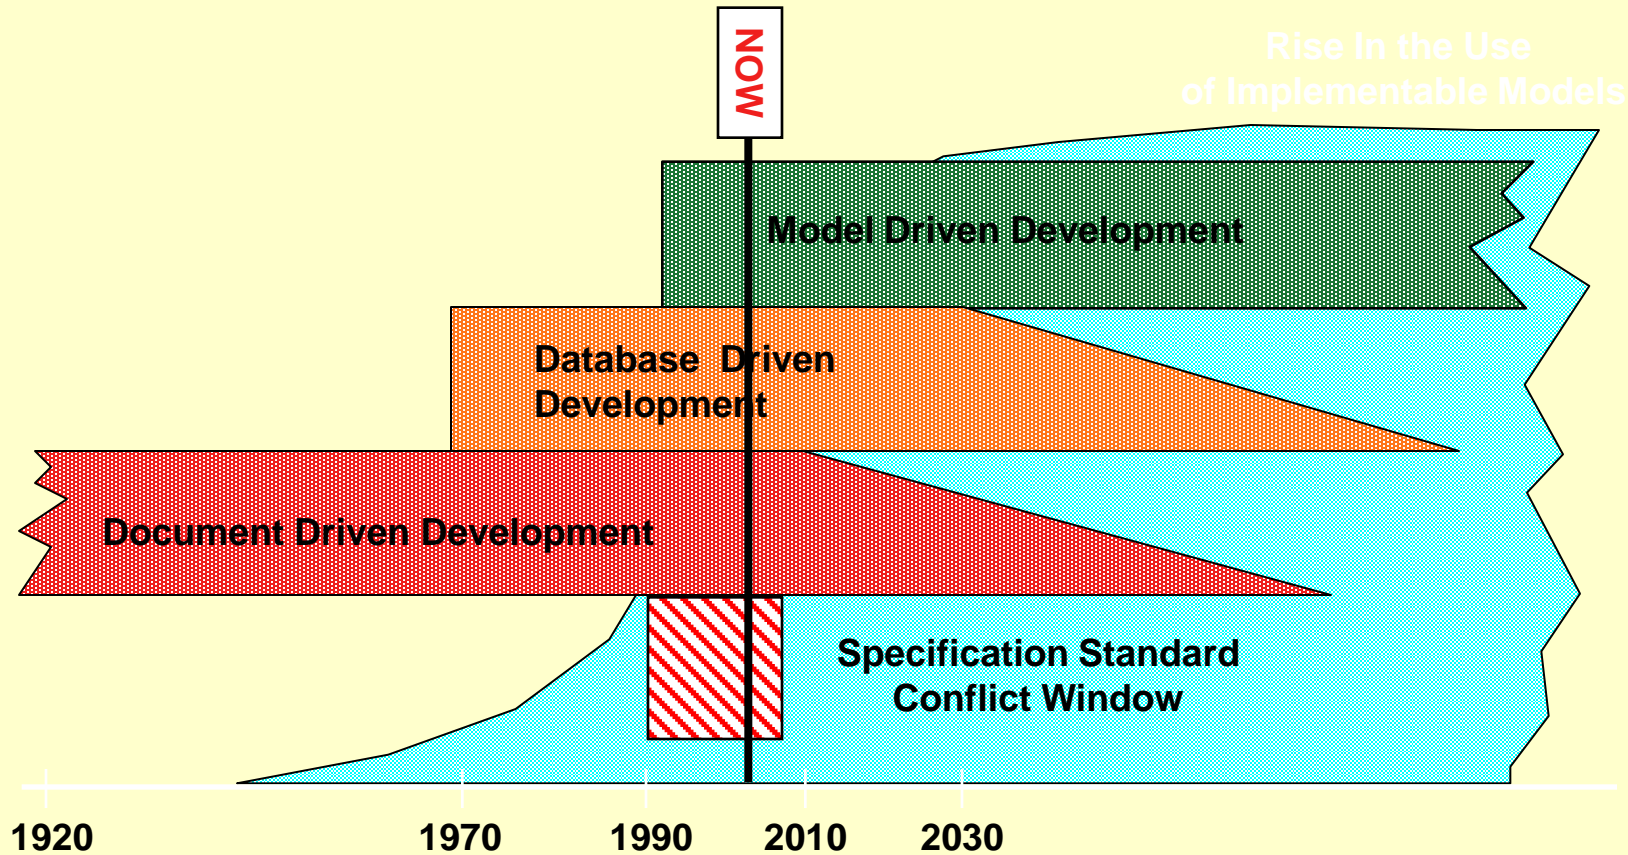 NOW
Rise In the Use
of Implementable Models
Model Driven Development
Database Driven
Development
Document Driven Development
Specification Standard
Conflict Window
1920 1970 1990 2010 2030